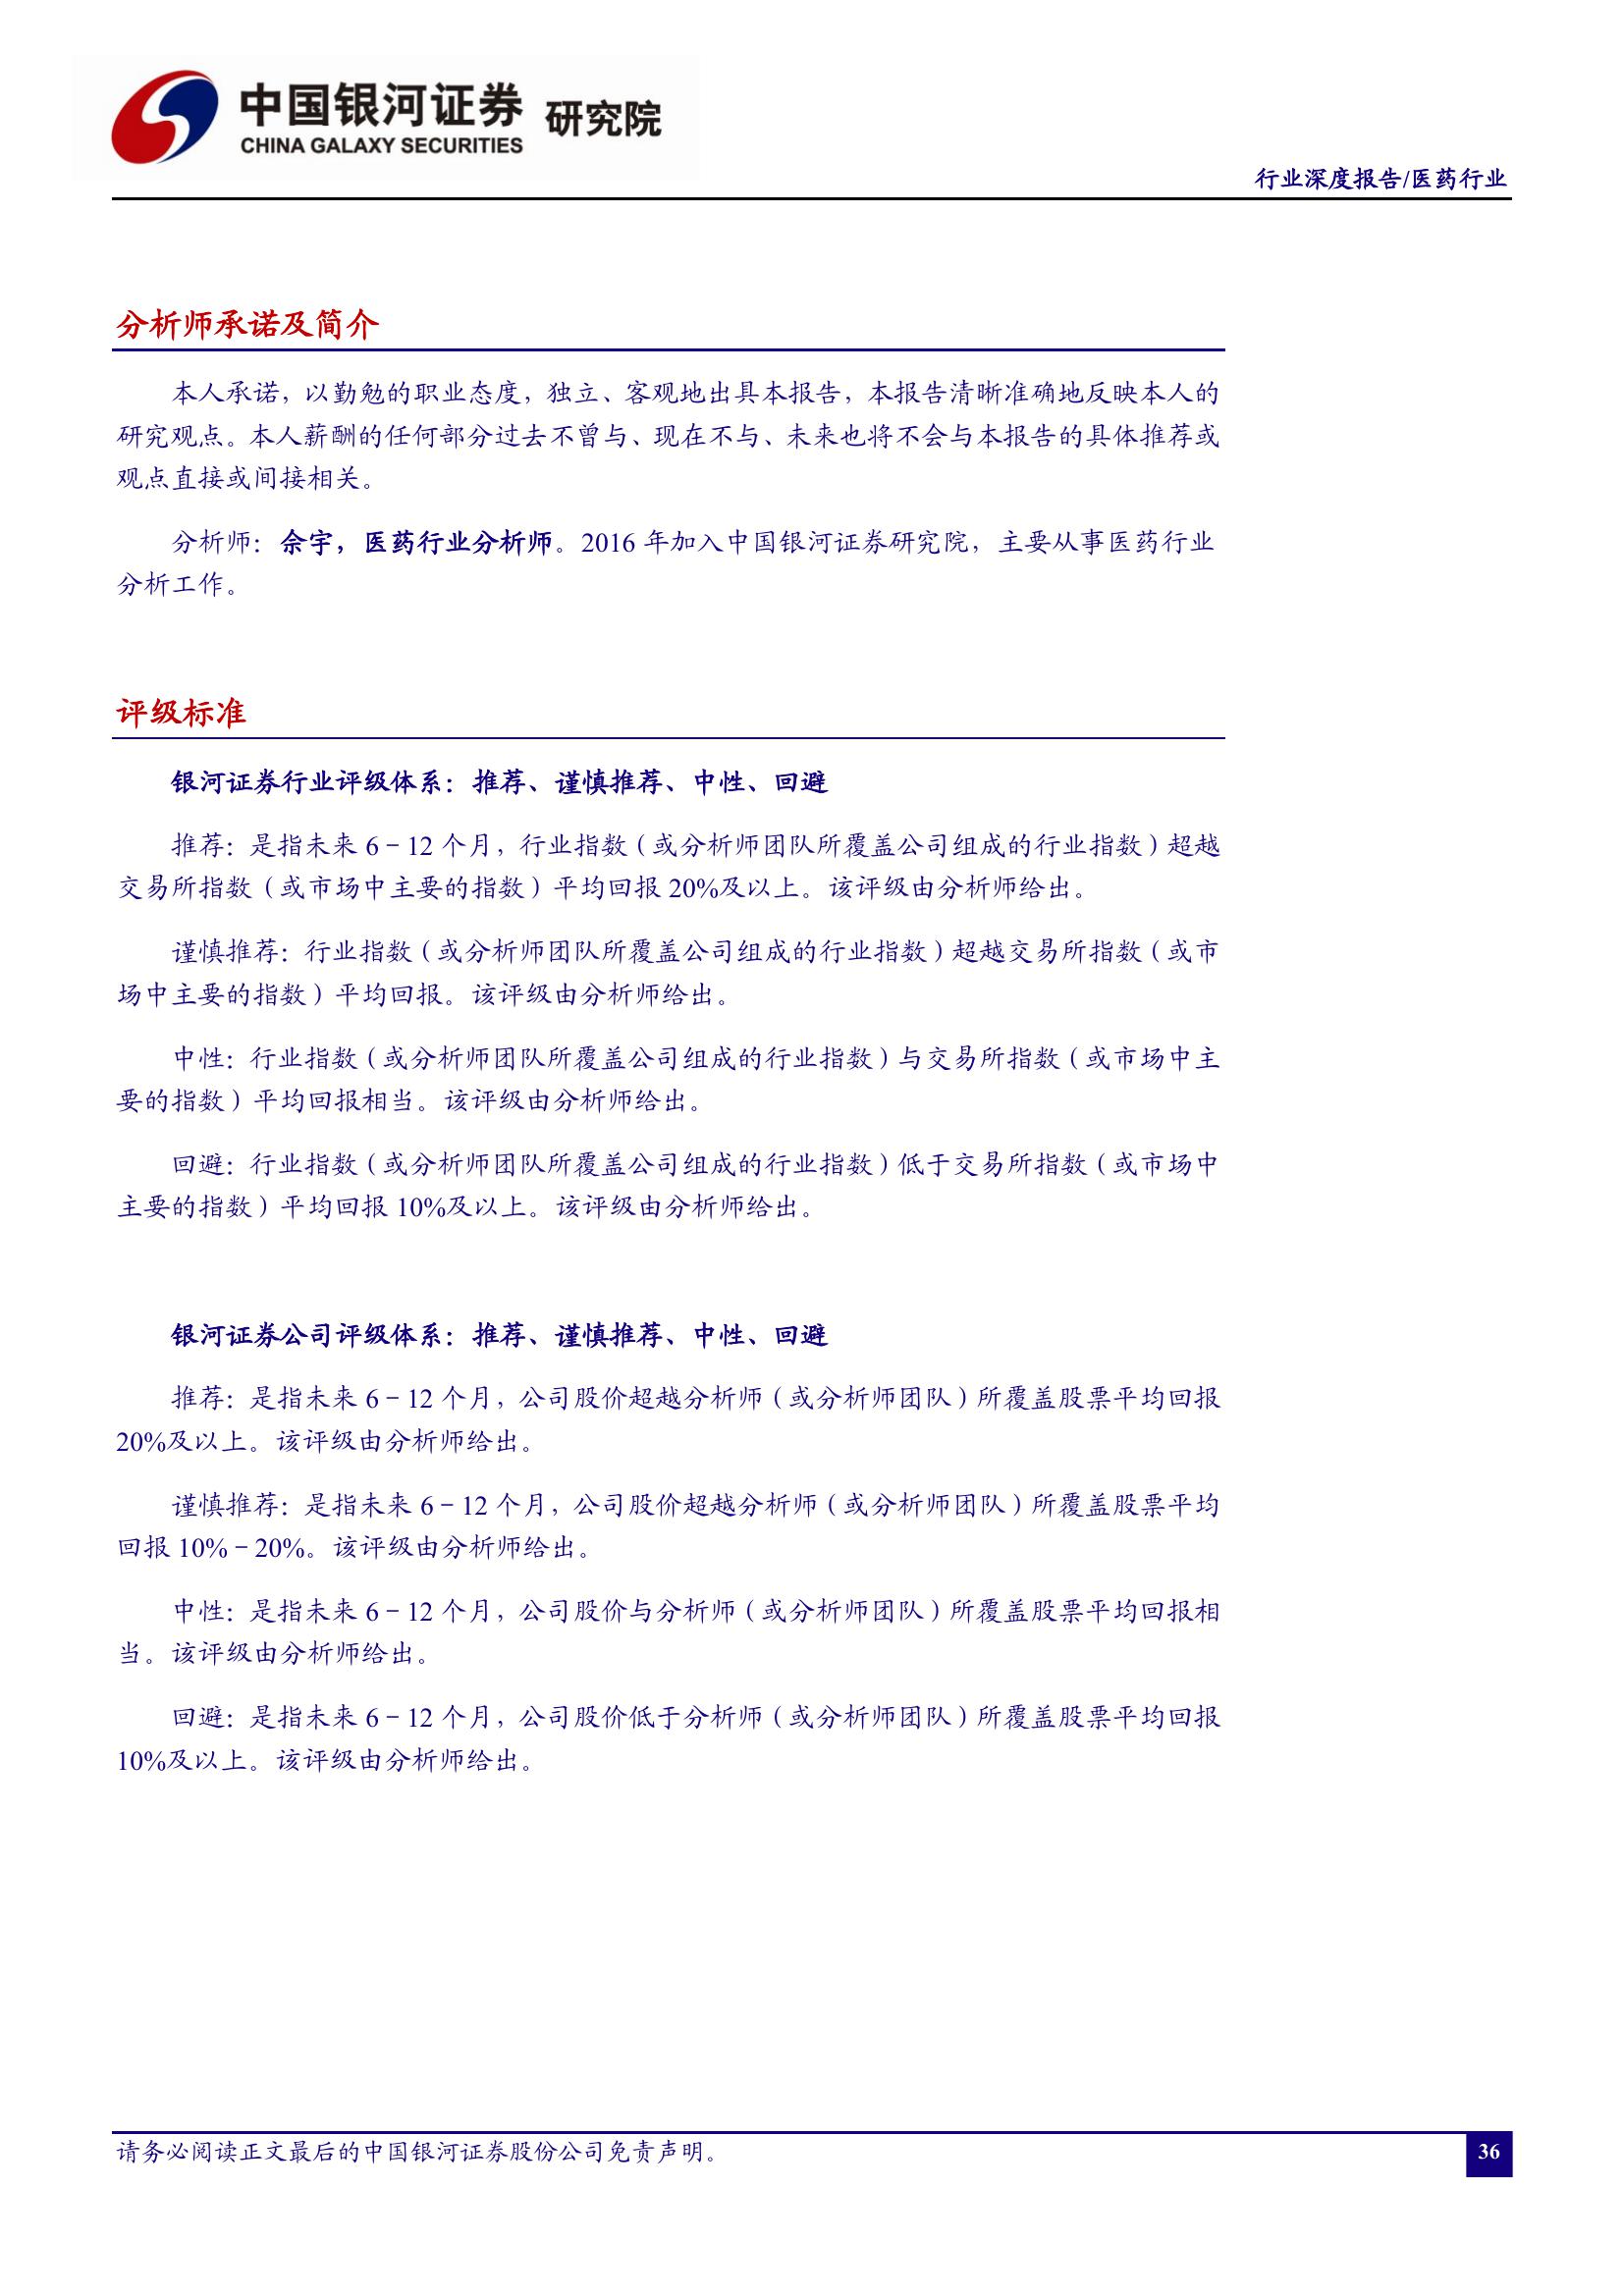 中国银河证券 研究院
CHINA GALAXY SECURITIES
行业深度报告/医药行业
分析师承诺及简介
本人承诺，以勤勉的职业态度，独立、客观地出具本报告，本报告清晰准确地反映本人的
研究观点。本人薪酬的任何部分过去不曾与、现在不与、未来也将不会与本报告的具体推荐或
观点直接或间接相关。
分析师：佘宇，医药行业分析师。2016 年加入中国银河证券研究院，主要从事医药行业
分析工作。
评级标准
银河证券行业评级体系：推荐、谨慎推荐、中性、回避
推荐：是指未来 6－12 个月，行业指数（或分析师团队所覆盖公司组成的行业指数）超越
交易所指数（或市场中主要的指数）平均回报 20%及以上。该评级由分析师给出。
谨慎推荐：行业指数（或分析师团队所覆盖公司组成的行业指数）超越交易所指数（或市
场中主要的指数）平均回报。该评级由分析师给出。
中性：行业指数（或分析师团队所覆盖公司组成的行业指数）与交易所指数（或市场中主
要的指数）平均回报相当。该评级由分析师给出。
回避：行业指数（或分析师团队所覆盖公司组成的行业指数）低于交易所指数（或市场中
主要的指数）平均回报 10%及以上。该评级由分析师给出。
银河证券公司评级体系：推荐、谨慎推荐、中性、回避
推荐：是指未来 6－12 个月，公司股价超越分析师（或分析师团队）所覆盖股票平均回报
20%及以上。该评级由分析师给出。
谨慎推荐：是指未来 6－12 个月，公司股价超越分析师（或分析师团队）所覆盖股票平均
回报 10%－20%。该评级由分析师给出。
中性：是指未来 6－12 个月，公司股价与分析师（或分析师团队）所覆盖股票平均回报相
当。该评级由分析师给出。
回避：是指未来 6－12 个月，公司股价低于分析师（或分析师团队）所覆盖股票平均回报
10%及以上。该评级由分析师给出。
请务必阅读正文最后的中国银河证券股份公司免责声明。
36